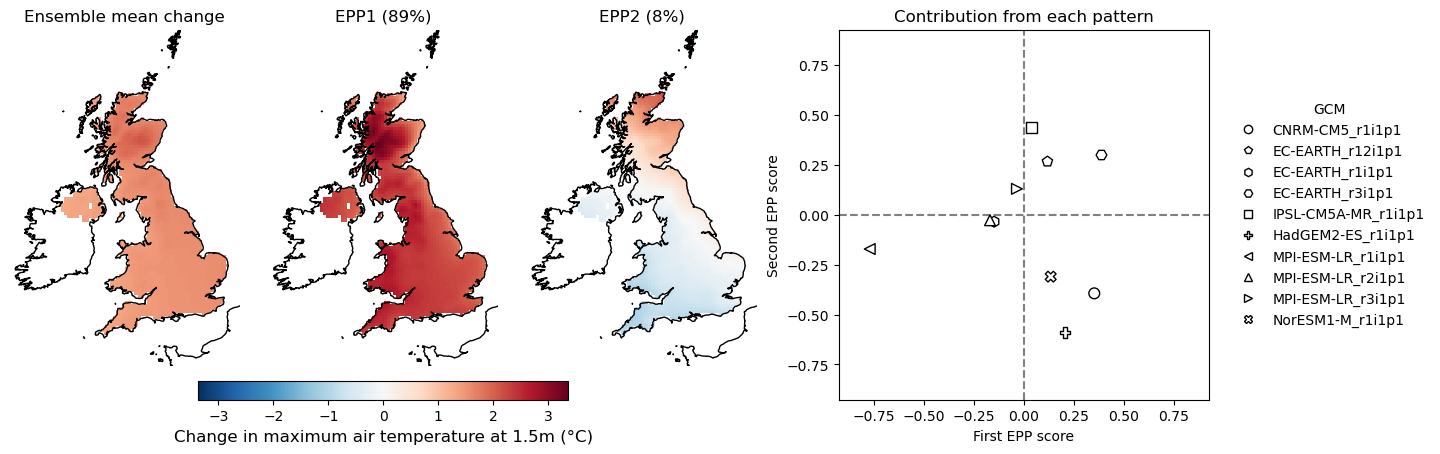 Ensemble mean change
EPP1 (89%)
EPP2 (8%)
−3 −2 −1 0 1 2 3
Change in maximum air temperature at 1.5m (°C)
Contribution from each pattern
Second EPP score
0.75
0.50
0.25
0.00
−0.25
−0.50
−0.75
−0.75 −0.50 −0.25 0.00 0.25 0.50 0.75
First EPP score
GCM
CNRM-CM5_r1i1p1
EC-EARTH_r12i1p1
EC-EARTH_r1i1p1
EC-EARTH_r3i1p1
IPSL-CM5A-MR_r1i1p1
HadGEM2-ES_r1i1p1
MPI-ESM-LR_r1i1p1
MPI-ESM-LR_r2i1p1
MPI-ESM-LR_r3i1p1
NorESM1-M_r1i1p1